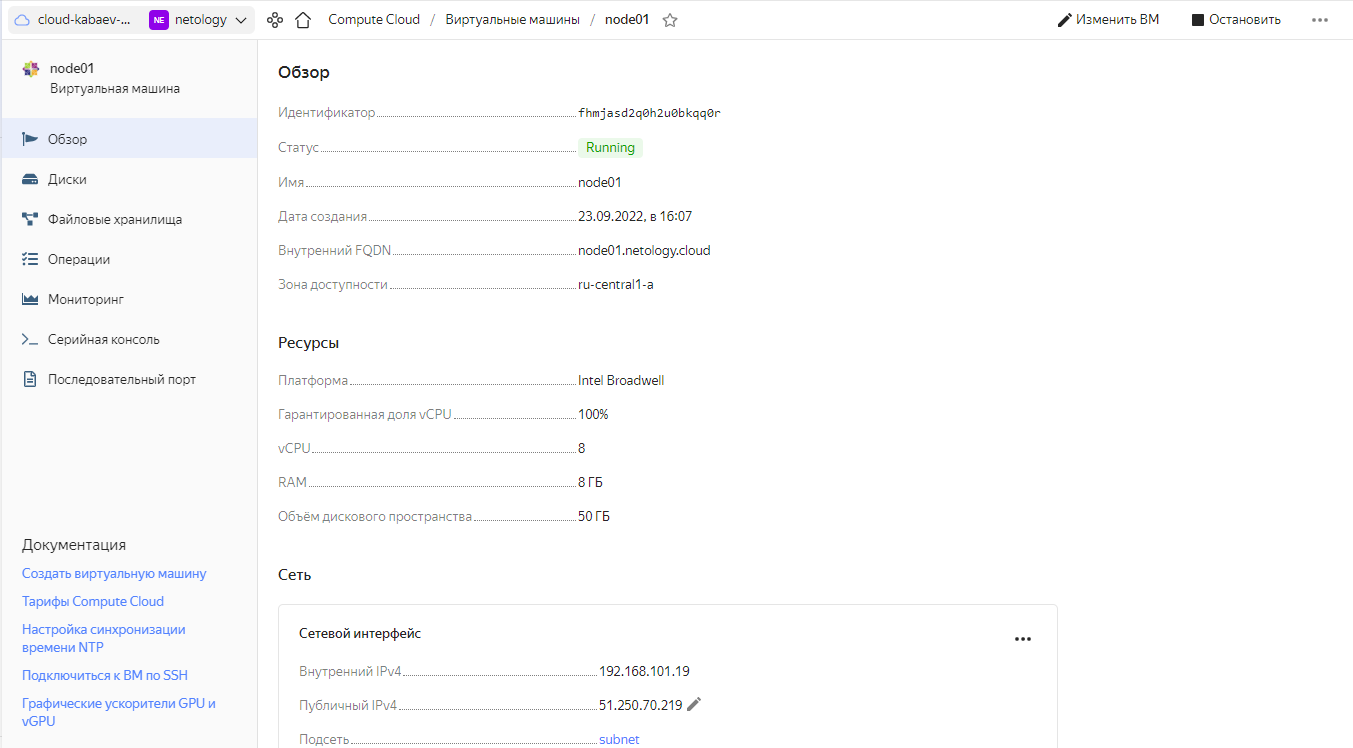 cloud-kabaev-... NE netology Compute Cloud / Виртуальные машины / node01 Изменить ВМ Остановить
node01
Виртуальная машина
Обзор
Диски
Файловые хранилища
Операции
Мониторинг
Серийная консоль
Последовательный порт
Документация
Создать виртуальную машину
Тарифы Compute Cloud
Настройка синхронизации
времени NTP
Подключиться к ВМ по SSH
Графические ускорители GPU и
vGPU
Обзор
Идентификатор fhmjasd2q0h2u0bkqq0r
Статус Running
Имя node01
Дата создания 23.09.2022, в 16:07
Внутренний FQDN node01.netology.cloud
Зона доступности ru-central1-a
Ресурсы
Платформа Intel Broadwell
Гарантированная доля vCPU 100%
vCPU 8
RAM 8 ГБ
Объём дискового пространства 50 ГБ
Сеть
Сетевой интерфейс
Внутренний IPv4 192.168.101.19
Публичный IPv4 51.250.70.219
Подсеть subnet